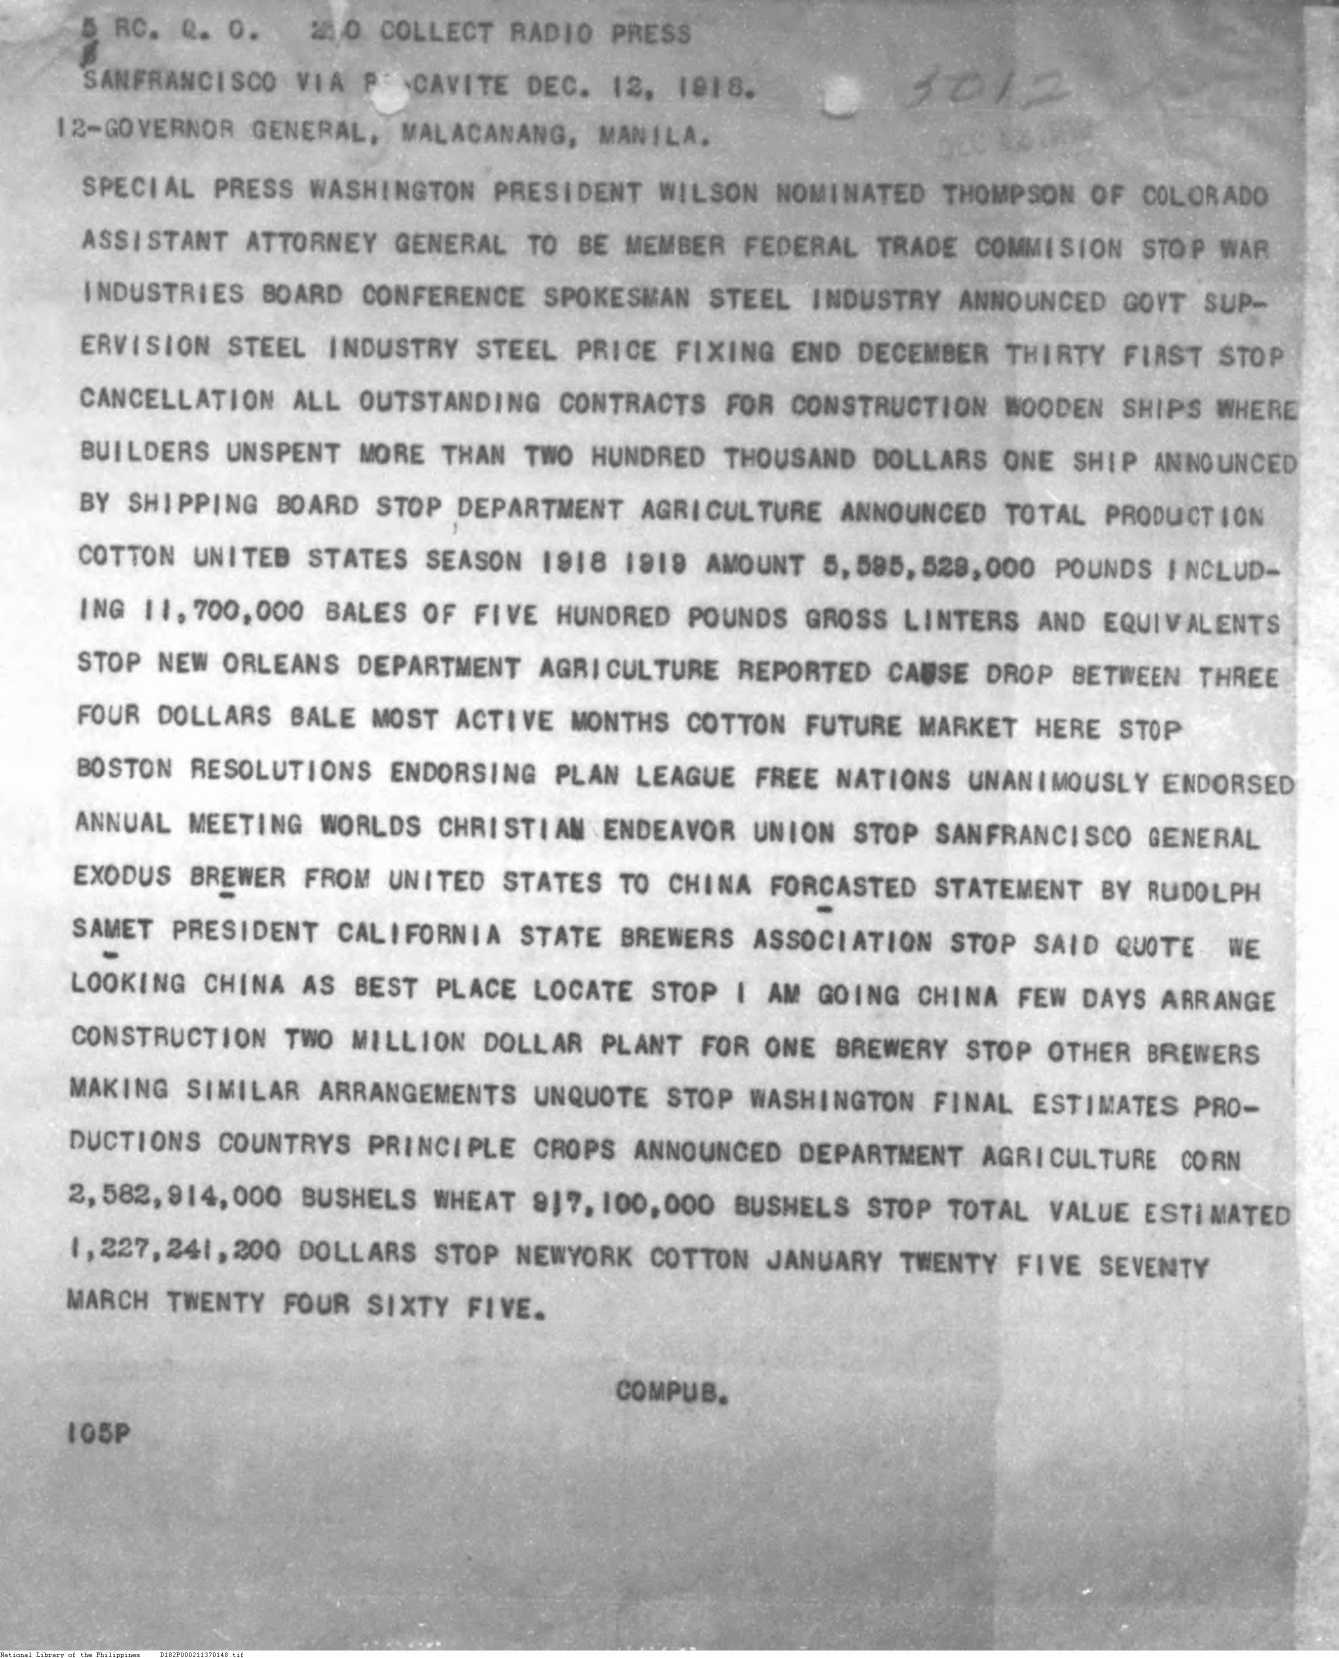 5 RC. Q. O. COLLECT RADIO PRESS
SANFRANCISCO VIA CAVITE DEC. 12, 1918.
3012
12-GOVERNOR GENERAL, MALACANANG, MANILA.
SPECIAL PRESS WASHINGTON PRESIDENT WILSON NOMINATED THOMPSON OF COLORADO
ASSISTANT ATTORNEY GENERAL TO BE MEMBER FEDERAL TRADE COMMISION STOP WAR
INDUSTRIES BOARD CONFERENCE SPOKESMAN STEEL INDUSTRY ANNOUNCED GOVT SUP-
ERVISION STEEL INDUSTRY STEEL PRICE FIXING END DECEMBER THIRTY FIRST STOP
CANCELLATION ALL OUTSTANDING CONTRACTS FOR CONSTRUCTION WOODEN SHIPS WHERE
BUILDERS UNSPENT MORE THAN TWO HUNDRED THOUSAND DOLLARS ONE SHIP ANNOUNCED
BY SHIPPING BOARD STOP DEPARTMENT AGRICULTURE ANNOUNCED TOTAL PRODUCTION
COTTON UNITED STATES SEASON 1918 1919 AMOUNT 5,595,529,000 POUNDS INCLUD-
ING 11,700,000 BALES OF FIVE HUNDRED POUNDS GROSS LINTERS AND EQUIVALENTS
STOP NEW ORLEANS DEPARTMENT AGRICULTURE REPORTED CAUSE DROP BETWEEN THREE
FOUR DOLLARS BALE MOST ACTIVE MONTHS COTTON FUTURE MARKET HERE STOP
BOSTON RESOLUTIONS ENDORSING PLAN LEAGUE FREE NATIONS UNANIMOUSLY ENDORSED
ANNUAL MEETING WORLDS CHRISTIAN ENDEAVOR UNION STOP SANFRANCISCO GENERAL
EXODUS BREWER FROM UNITED STATES TO CHINA FORCASTED STATEMENT BY RUDOLPH
SAMET PRESIDENT CALIFORNIA STATE BREWERS ASSOCIATION STOP SAID QUOTE WE
LOOKING CHINA AS BEST PLACE LOCATE STOP I AM GOING CHINA FEW DAYS ARRANGE
CONSTRUCTION TWO MILLION DOLLAR PLANT FOR ONE BREWERY STOP OTHER BREWERS
MAKING SIMILAR ARRANGEMENTS UNQUOTE STOP WASHINGTON FINAL ESTIMATES PRO-
DUCTIONS COUNTRYS PRINCIPLE CROPS ANNOUNCED DEPARTMENT AGRICULTURE CORN
2,582,914,000 BUSHELS WHEAT 917,100,000 BUSHELS STOP TOTAL VALUE ESTIMATED
1,227,241,200 DOLLARS STOP NEWYORK COTTON JANUARY TWENTY FIVE SEVENTY
MARCH TWENTY FOUR SIXTY FIVE.
COMPUB.
105P
National Library of the Philippines D182P000211370148.tif